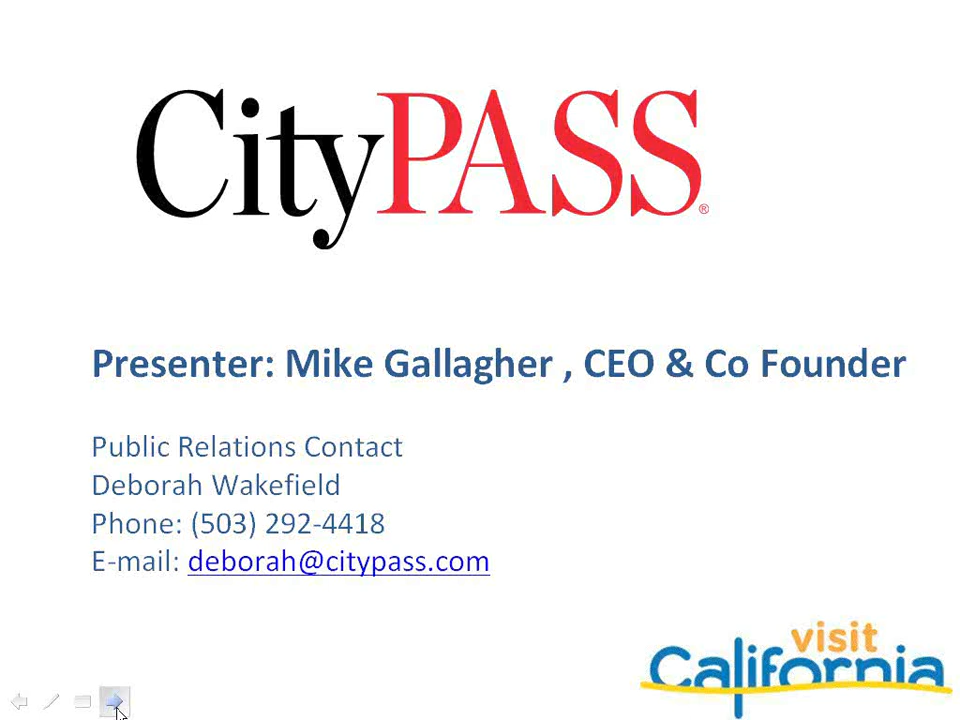 CityPASS®
Presenter: Mike Gallagher , CEO & Co Founder
Public Relations Contact
Deborah Wakefield
Phone: (503) 292-4418
E-mail: deborah@citypass.com
visit
California